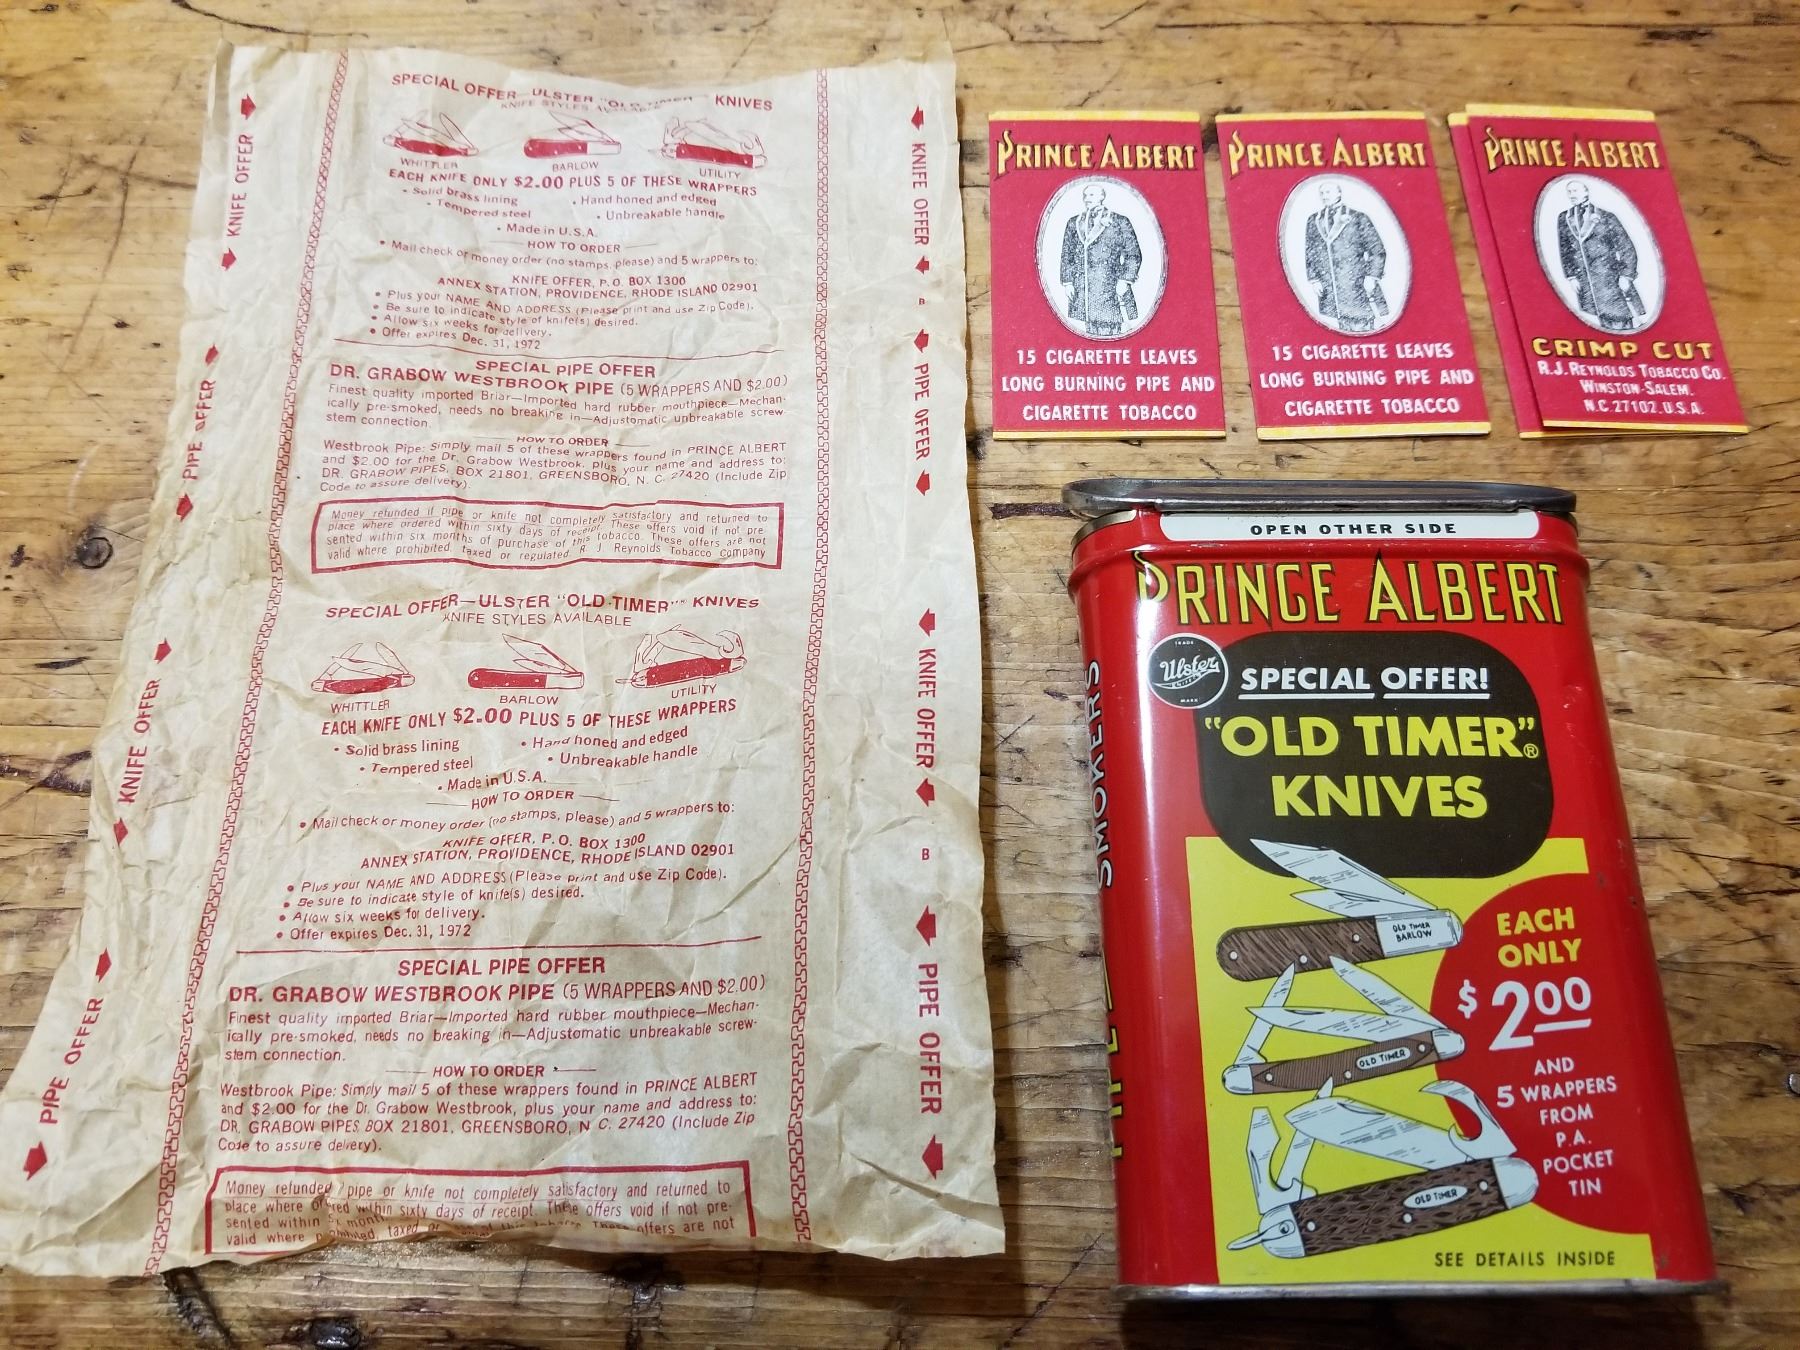 SPECIAL OFFER—ULSTER "OLD TIMER" KNIVES
KNIFE STYLES AVAILABLE
WHITTLER
BARLOW
UTILITY
EACH KNIFE ONLY $2.00 PLUS 5 OF THESE WRAPPERS
• Solid brass lining • Hand honed and edged
• Tempered steel • Unbreakable handle
• Made in U.S.A.
HOW TO ORDER
• Mail check or money order (no stamps, please) and 5 wrappers to:
KNIFE OFFER, P.O. BOX 1300
ANNEX STATION, PROVIDENCE, RHODE ISLAND 02901
• Plus your NAME AND ADDRESS (Please print and use Zip Code).
• Be sure to indicate style of knife(s) desired.
• Allow six weeks for delivery.
• Offer expires Dec. 31, 1972
SPECIAL PIPE OFFER
DR. GRABOW WESTBROOK PIPE (5 WRAPPERS AND $2.00)
Finest quality imported Briar—Imported hard rubber mouthpiece—Mechan-
ically pre-smoked, needs no breaking in—Adjustomatic unbreakable screw-
stem connection.
HOW TO ORDER
Westbrook Pipe: Simply mail 5 of these wrappers found in PRINCE ALBERT
and $2.00 for the Dr. Grabow Westbrook, plus your name and address to:
DR. GRABOW PIPES, BOX 21801, GREENSBORO, N. C. 27420 (Include Zip
Code to assure delivery).
Money refunded if pipe or knife not completely satisfactory and returned to
place where ordered within sixty days of receipt. These offers void if not pre-
sented within six months of purchase of this tobacco. These offers are not
valid where prohibited, taxed or regulated. R. J. Reynolds Tobacco Company
SPECIAL OFFER—ULSTER "OLD TIMER" KNIVES
KNIFE STYLES AVAILABLE
WHITTLER
BARLOW
UTILITY
EACH KNIFE ONLY $2.00 PLUS 5 OF THESE WRAPPERS
• Solid brass lining • Hand honed and edged
• Tempered steel • Unbreakable handle
• Made in U.S.A.
HOW TO ORDER
• Mail check or money order (no stamps, please) and 5 wrappers to:
KNIFE OFFER, P.O. BOX 1300
ANNEX STATION, PROVIDENCE, RHODE ISLAND 02901
• Plus your NAME AND ADDRESS (Please print and use Zip Code).
• Be sure to indicate style of knife(s) desired.
• Allow six weeks for delivery.
• Offer expires Dec. 31, 1972
SPECIAL PIPE OFFER
DR. GRABOW WESTBROOK PIPE (5 WRAPPERS AND $2.00)
Finest quality imported Briar—Imported hard rubber mouthpiece—Mechan-
ically pre-smoked, needs no breaking in—Adjustomatic unbreakable screw-
stem connection.
HOW TO ORDER
Westbrook Pipe: Simply mail 5 of these wrappers found in PRINCE ALBERT
and $2.00 for the Dr. Grabow Westbrook, plus your name and address to:
DR. GRABOW PIPES BOX 21801, GREENSBORO, N C. 27420 (Include Zip
Code to assure delivery).
Money refunded pipe or knife not completely satisfactory and returned to
place where ordered within sixty days of receipt. These offers void if not pre-
sented within six month
valid where prohibited, taxed or These offers are not
KNIFE OFFER
PIPE OFFER
KNIFE OFFER
PIPE OFFER
KNIFE OFFER
B
PIPE OFFER
KNIFE OFFER
B
PIPE OFFER
PRINCE ALBERT
15 CIGARETTE LEAVES
LONG BURNING PIPE AND
CIGARETTE TOBACCO
PRINCE ALBERT
15 CIGARETTE LEAVES
LONG BURNING PIPE AND
CIGARETTE TOBACCO
PRINCE ALBERT
CRIMP CUT
R.J. REYNOLDS TOBACCO CO.
WINSTON-SALEM,
N.C. 27102, U.S.A.
OPEN OTHER SIDE
PRINCE ALBERT
TRADE
Ulster
MARK
SPECIAL OFFER!
"OLD TIMER"®
KNIVES
OLD TIMER
BARLOW
OLD TIMER
OLD TIMER
EACH
ONLY
$2.00
AND
5 WRAPPERS
FROM
P.A.
POCKET
TIN
SEE DETAILS INSIDE
SMOKERS